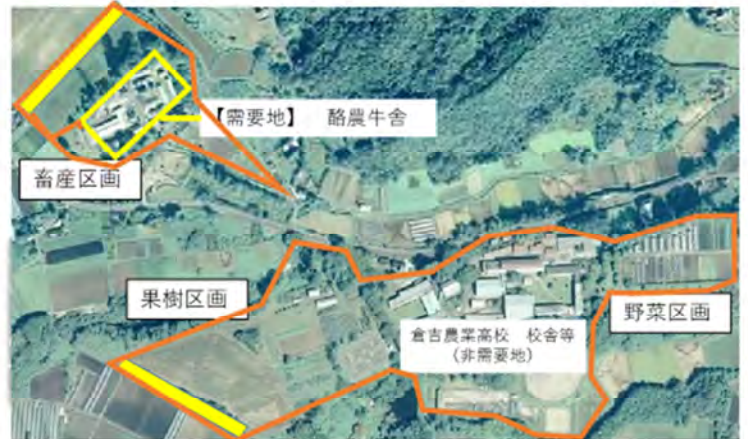 【需要地】　酪農牛舎
畜産区画
果樹区画
野菜区画
倉吉農業高校　校舎等
（非需要地）